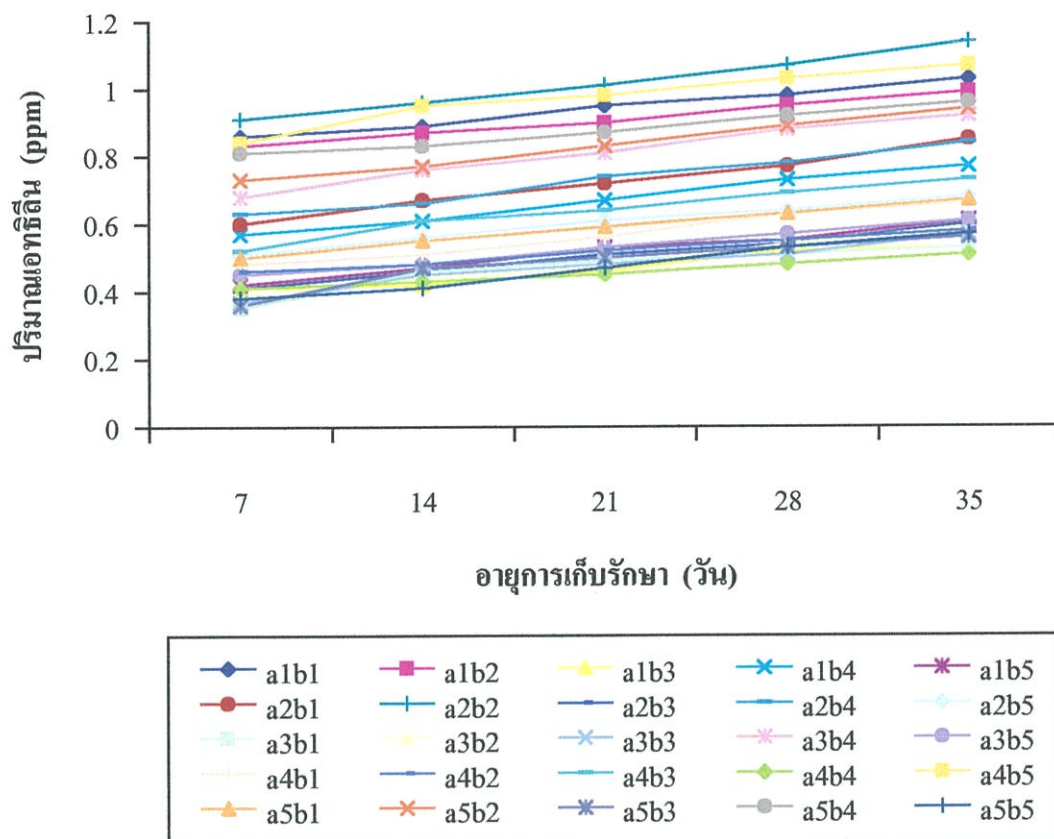 1.2
1
0.8
0.6
0.4
0.2
0
ปริมาณเอทธิลีน (ppm)
7 14 21 28 35
อายุการเก็บรักษา (วัน)
a1b1 a1b2 a1b3 a1b4 a1b5
a2b1 a2b2 a2b3 a2b4 a2b5
a3b1 a3b2 a3b3 a3b4 a3b5
a4b1 a4b2 a4b3 a4b4 a4b5
a5b1 a5b2 a5b3 a5b4 a5b5